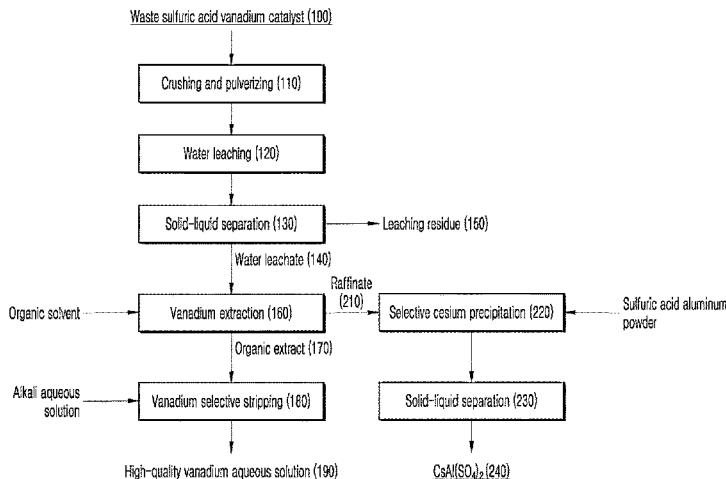 Waste sulfuric acid vanadium catalyst (100)
Crushing and pulverizing (110)
Water leaching (120)
Solid-liquid separation (130)
Leaching residue (150)
Water leachate (140)
Raffinate
(210)
Organic solvent
Vanadium extraction (160)
Selective cesium precipitation (220)
Sulfuric acid aluminum
powder
Organic extract (170)
Alkali aqueous
solution
Vanadium selective stripping (180)
Solid-liquid separation (230)
High-quality vanadium aqueous solution (190)
CsAl(SO₄)₂ (240)